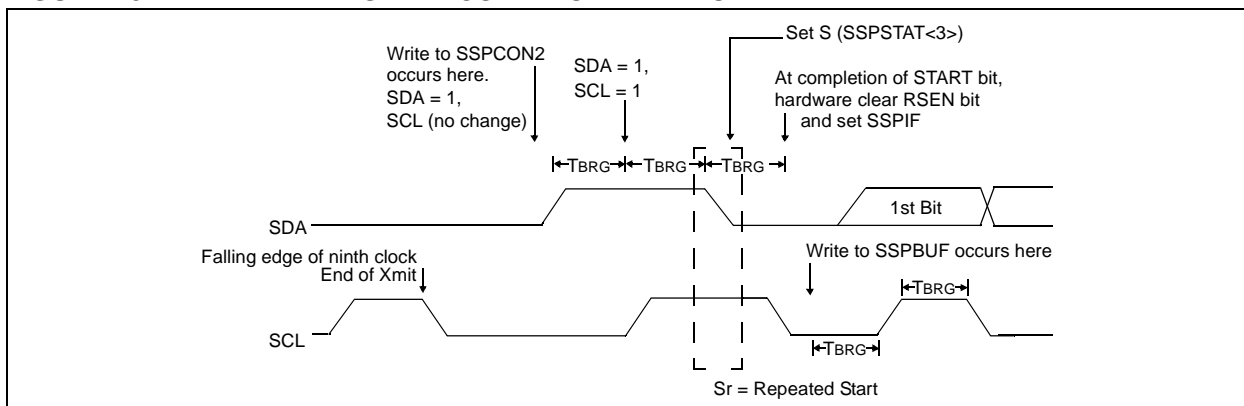 Set S (SSPSTAT<3>)
Write to SSPCON2
occurs here.
SDA = 1,
SCL (no change)
SDA = 1,
SCL = 1
At completion of START bit,
hardware clear RSEN bit
and set SSPIF
TBRG
TBRG
TBRG
1st Bit
SDA
Falling edge of ninth clock
End of Xmit
Write to SSPBUF occurs here
TBRG
SCL
TBRG
Sr = Repeated Start